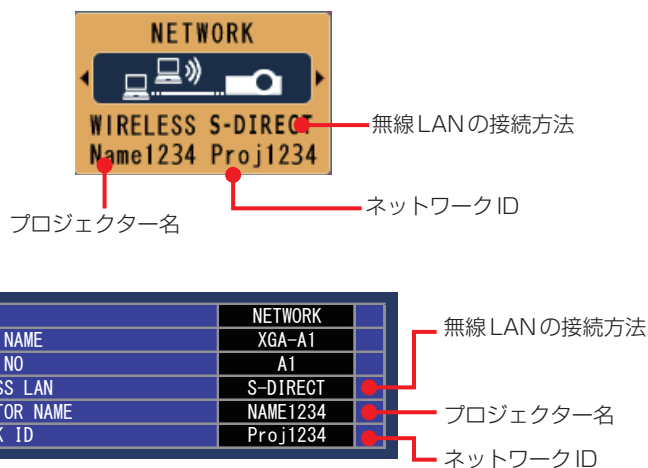 NETWORK
WIRELESS S-DIRECT
Name1234 Proj1234
無線LANの接続方法
ネットワークID
プロジェクター名
NETWORK
NAME XGA-A1
NO A1
SS LAN S-DIRECT
TOR NAME NAME1234
K ID Proj1234
無線LANの接続方法
プロジェクター名
ネットワークID